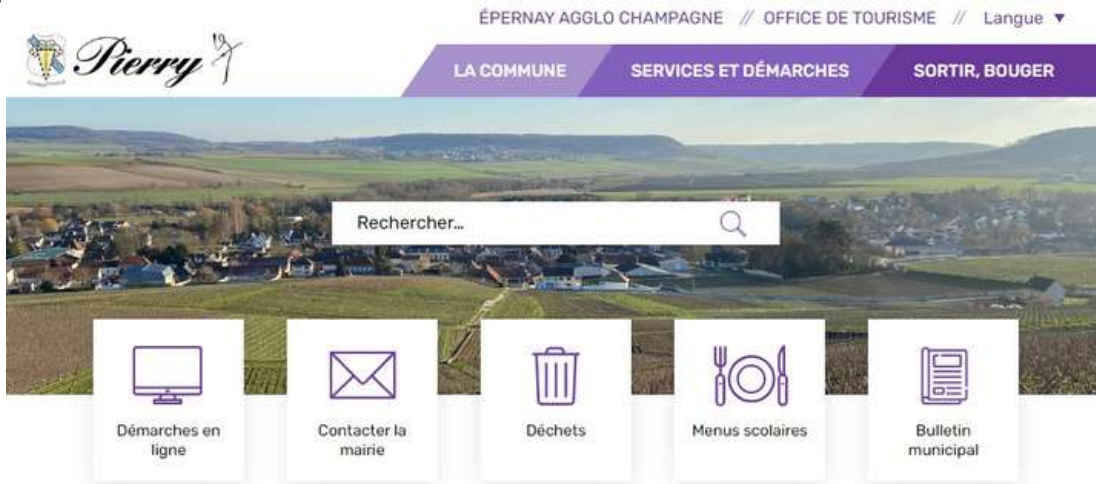 ÉPERNAY AGGLO CHAMPAGNE // OFFICE DE TOURISME // Langue ▼
Pierry
LA COMMUNE SERVICES ET DÉMARCHES SORTIR, BOUGER
Rechercher...
Démarches en
ligne
Contacter la
mairie
Déchets
Menus scolaires
Bulletin
municipal